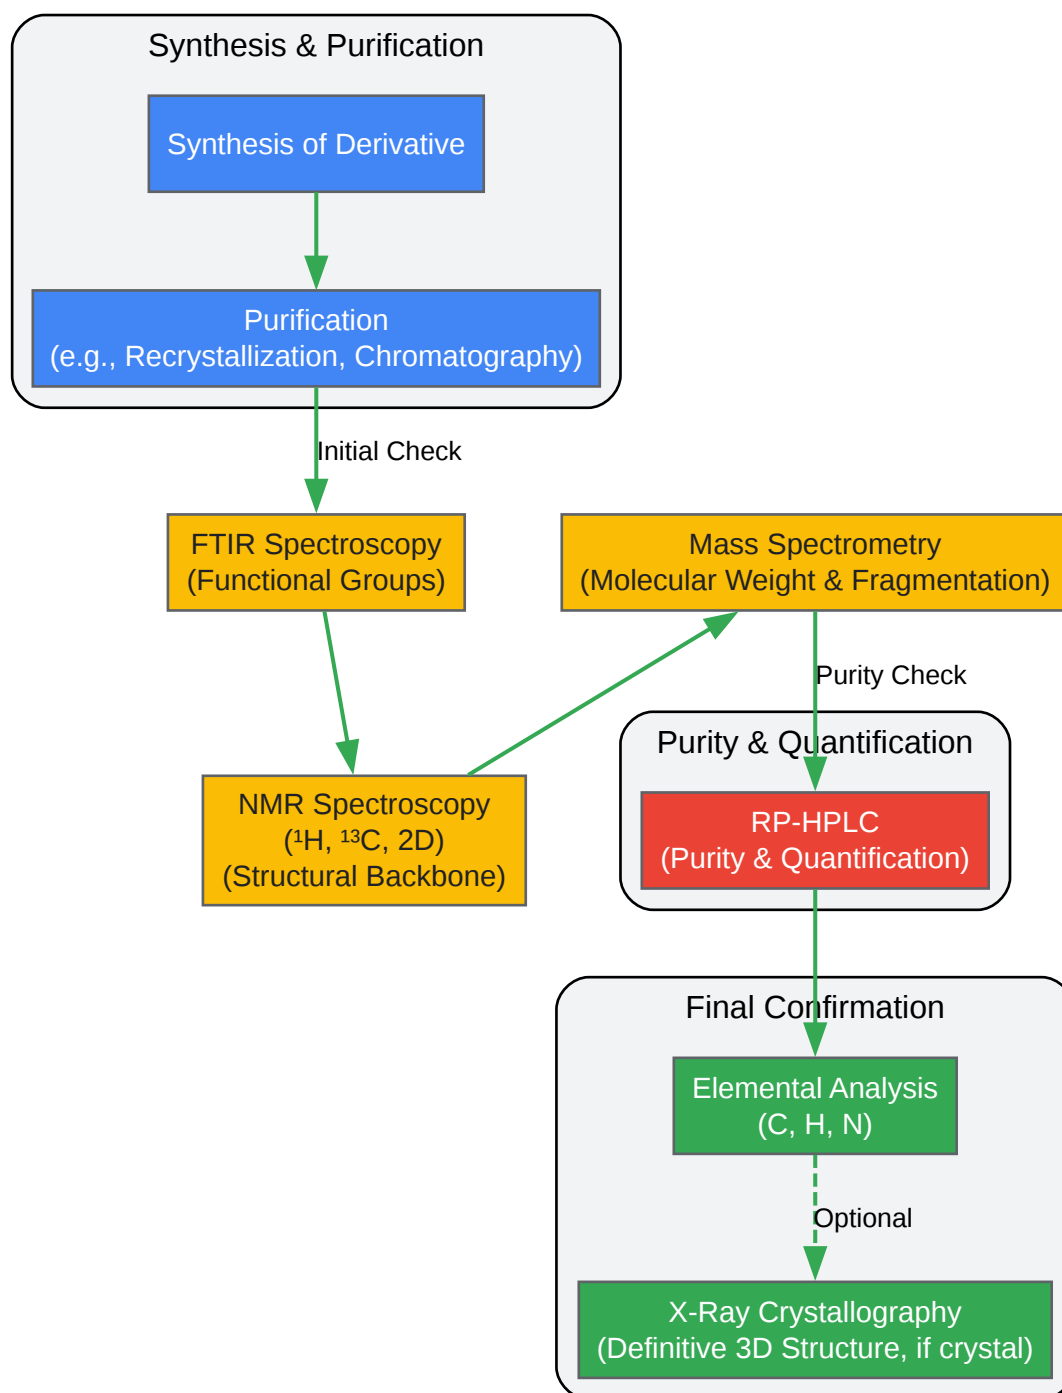 Synthesis & Purification
Synthesis of Derivative
Purification
(e.g., Recrystallization, Chromatography)
Initial Check
FTIR Spectroscopy
(Functional Groups)
Mass Spectrometry
(Molecular Weight & Fragmentation)
Purity Check
NMR Spectroscopy
(¹H, ¹³C, 2D)
(Structural Backbone)
Purity & Quantification
RP-HPLC
(Purity & Quantification)
Final Confirmation
Elemental Analysis
(C, H, N)
Optional
X-Ray Crystallography
(Definitive 3D Structure, if crystal)